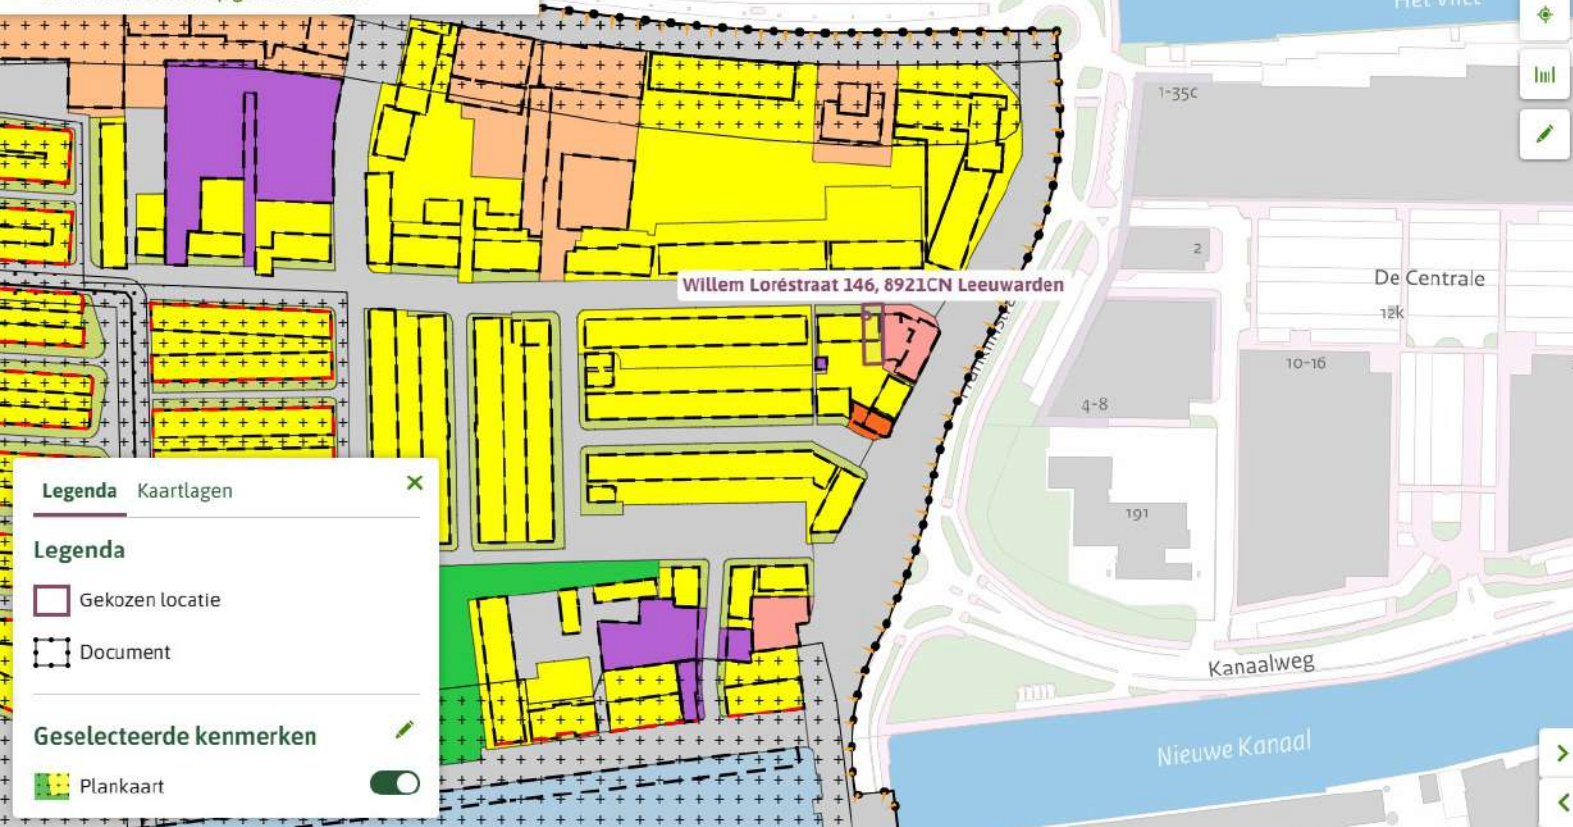 Het Vliet
1-35c
2
Willem Loréstraat 146, 8921CN Leeuwarden
De Centrale
12k
10-16
4-8
Legenda Kaartlagen
Legenda
191
Gekozen locatie
Document
Kanaalweg
Geselecteerde kenmerken
Nieuwe Kanaal
Plankaart